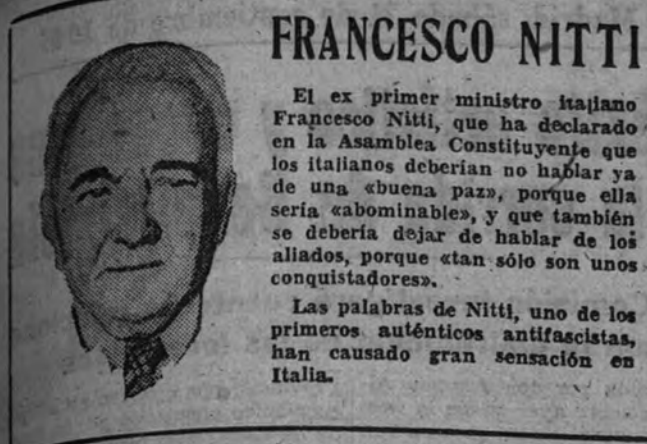 FRANCESCO NITTI
El ex primer ministro italiano
Francesco Nitti, que ha declarado
en la Asamblea Constituyente que
los italianos deberían no hablar ya
de una «buena paz», porque ella
sería «abominable», y que también
se debería dejar de hablar de los
aliados, porque «tan sólo son unos
conquistadores».
Las palabras de Nitti, uno de los
primeros auténticos antifascistas,
han causado gran sensación en
Italia.